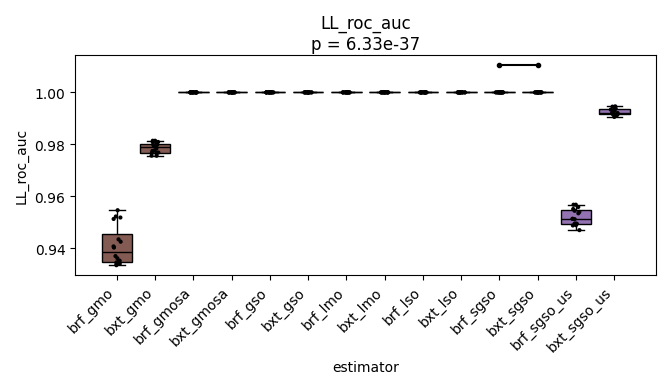 LL_roc_auc
p = 6.33e-37
LL_roc_auc
1.00
0.98
0.96
0.94
brf_gmo
bxt_gmo
brf_gmosa
bxt_gmosa
brf_gso
bxt_gso
brf_lmo
bxt_lmo
brf_lso
bxt_lso
brf_sgso
bxt_sgso
brf_sgso_us
bxt_sgso_us
estimator